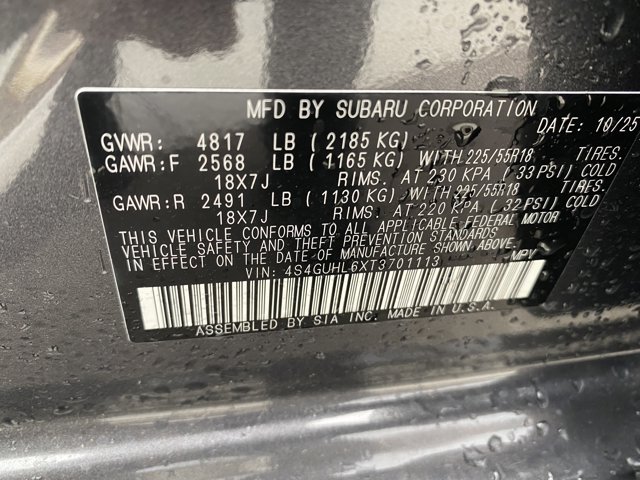 MFD BY SUBARU CORPORATION
DATE: 10/25
GVWR: 4817 LB (2185 KG)
GAWR:F 2568 LB (1165 KG) WITH 225/55R18 TIRES.
18X7J RIMS. AT 230 KPA (33 PSI) COLD
GAWR:R 2491 LB (1130 KG) WITH 225/55R18 TIRES.
18X7J RIMS. AT 220 KPA (32 PSI) COLD
THIS VEHICLE CONFORMS TO ALL APPLICABLE FEDERAL MOTOR
VEHICLE SAFETY AND THEFT PREVENTION STANDARDS
IN EFFECT ON THE DATE OF MANUFACTURE SHOWN ABOVE.
VIN: 4S4GUHL6XT3701113 MPV
ASSEMBLED BY SIA INC. MADE IN U.S.A.